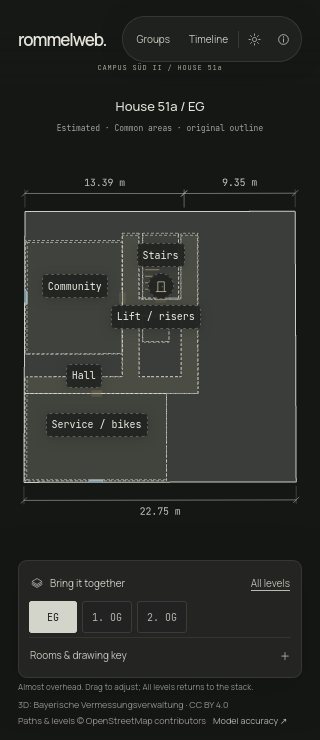 rommelweb.
Groups Timeline
CAMPUS SÜD II / HOUSE 51a
House 51a / EG
Estimated · Common areas · original outline
13.39 m 9.35 m
Stairs
Community
Lift / risers
Hall
Service / bikes
22.75 m
Bring it together All levels
EG 1. OG 2. OG
Rooms & drawing key +
Almost overhead. Drag to adjust; All levels returns to the stack.
3D: Bayerische Vermessungsverwaltung · CC BY 4.0
Paths & levels © OpenStreetMap contributors Model accuracy ↗